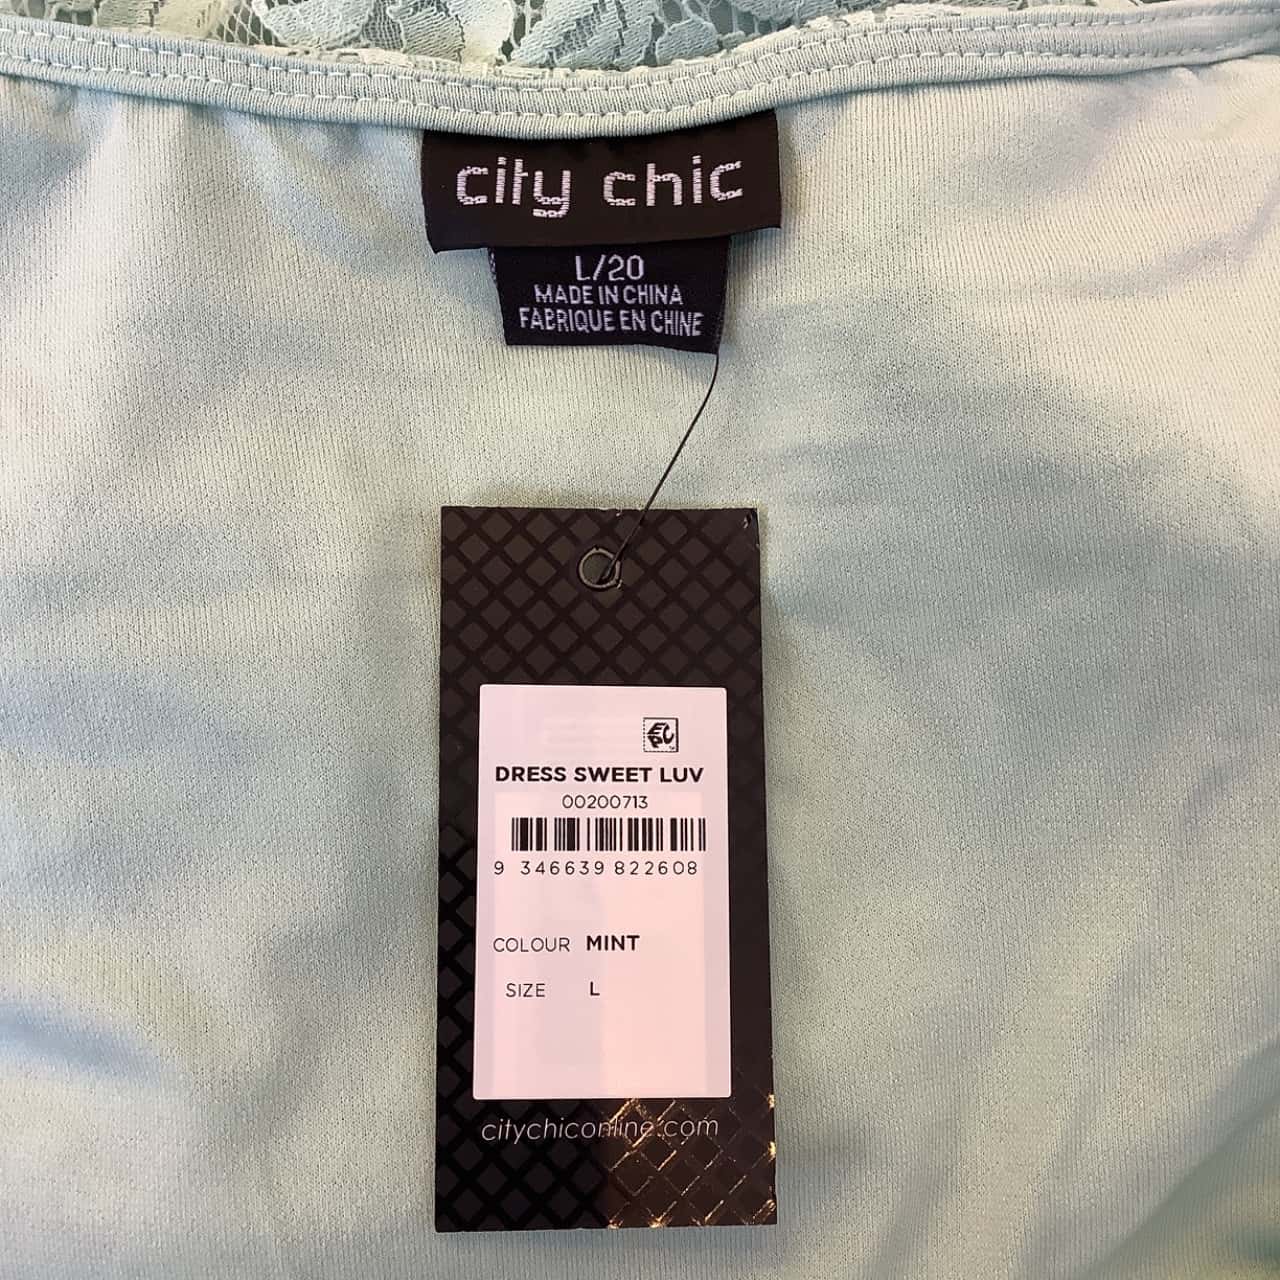 city chic
L/20
MADE IN CHINA
FABRIQUE EN CHINE
EPC
DRESS SWEET LUV
00200713
9 346639 822608
COLOUR MINT
SIZE L
citychiconline.com